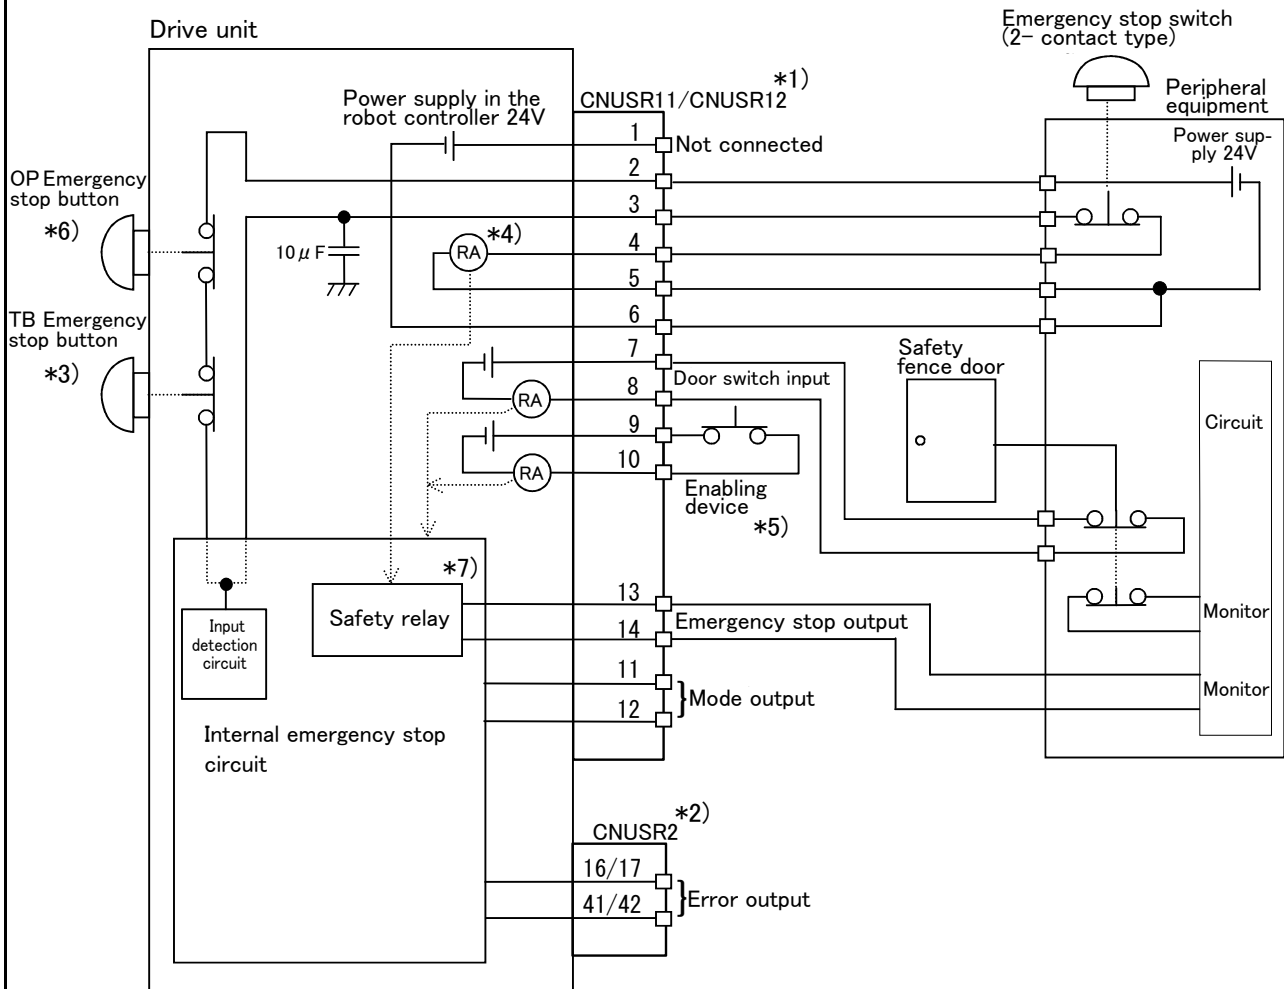 Drive unit
Emergency stop switch
(2- contact type)
*1)
CNUSR11/CNUSR12
Peripheral
equipment
Power supply in the
robot controller 24V
Power sup-
ply 24V
1
Not connected
2
3
4
5
6
7
8
9
10
OP Emergency
stop button
*6)
*4)
RA
10μF
TB Emergency
stop button
*3)
Door switch input
RA
RA
Enabling
device
*5)
Safety
fence door
Circuit
*7)
Safety relay
Input
detection
circuit
13
Emergency stop output
14
11
12
}Mode output
Monitor
Monitor
Internal emergency stop
circuit
*2)
CNUSR2
16/17
41/42
}Error output